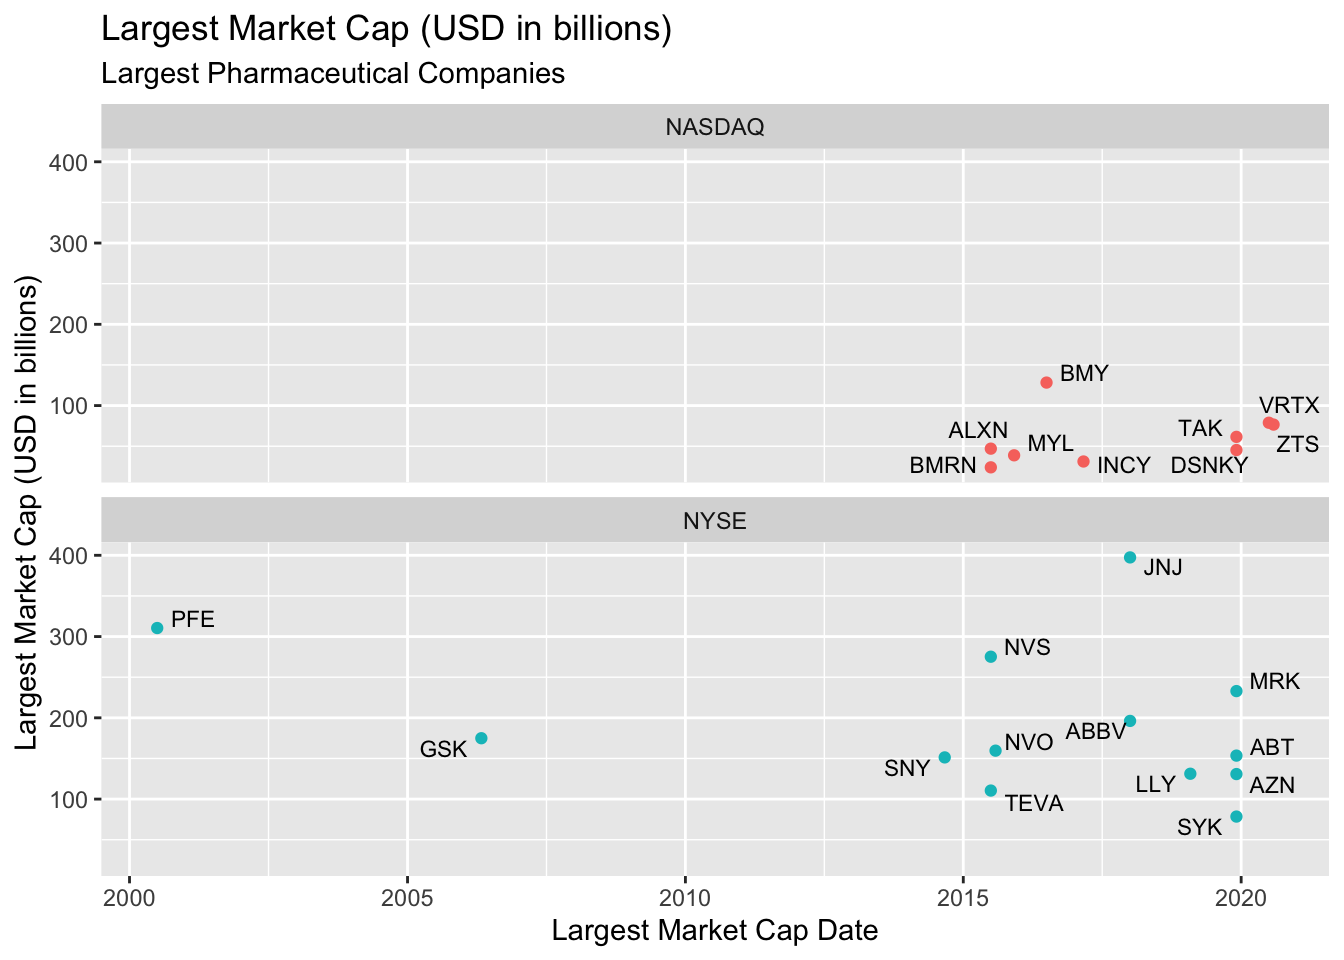 Largest Market Cap (USD in billions)
Largest Pharmaceutical Companies
Largest Market Cap (USD in billions)
NASDAQ
400
300
200
100
BMY
VRTX
ALXN
TAK
MYL
ZTS
BMRN
INCY
DSNKY
NYSE
400
300
200
100
JNJ
PFE
NVS
MRK
ABBV
NVO
GSK
ABT
SNY
LLY
AZN
TEVA
SYK
2000 2005 2010 2015 2020
Largest Market Cap Date